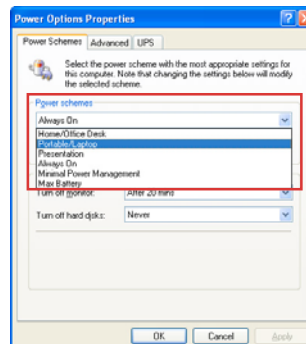 Power Options Properties
Power Schemes Advanced UPS
Select the power scheme with the most appropriate settings for
this computer. Note that changing the settings below will modify
the selected scheme.
Power schemes
Always On
Home/Office Desk
Portable/Laptop
Presentation
Always On
Minimal Power Management
Max Battery
Turn off monitor: After 20 mins
Turn off hard disks: Never
OK Cancel Apply